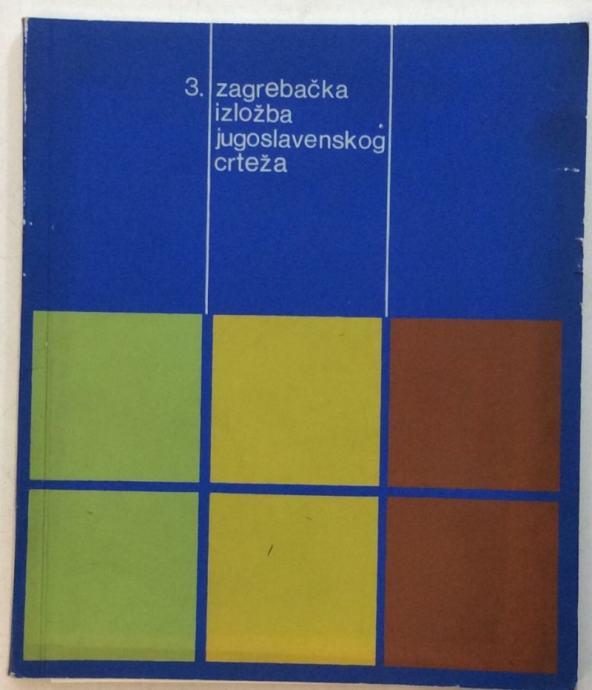 3. zagrebačka
izložba
jugoslavenskog
crteža